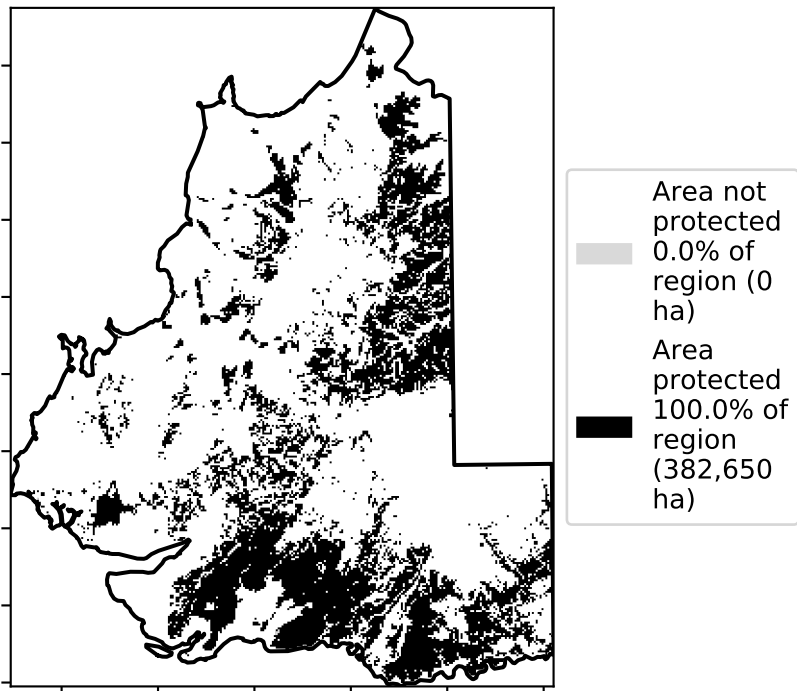 Area not
protected
0.0% of
region (0
ha)
Area
protected
100.0% of
region
(382,650
ha)